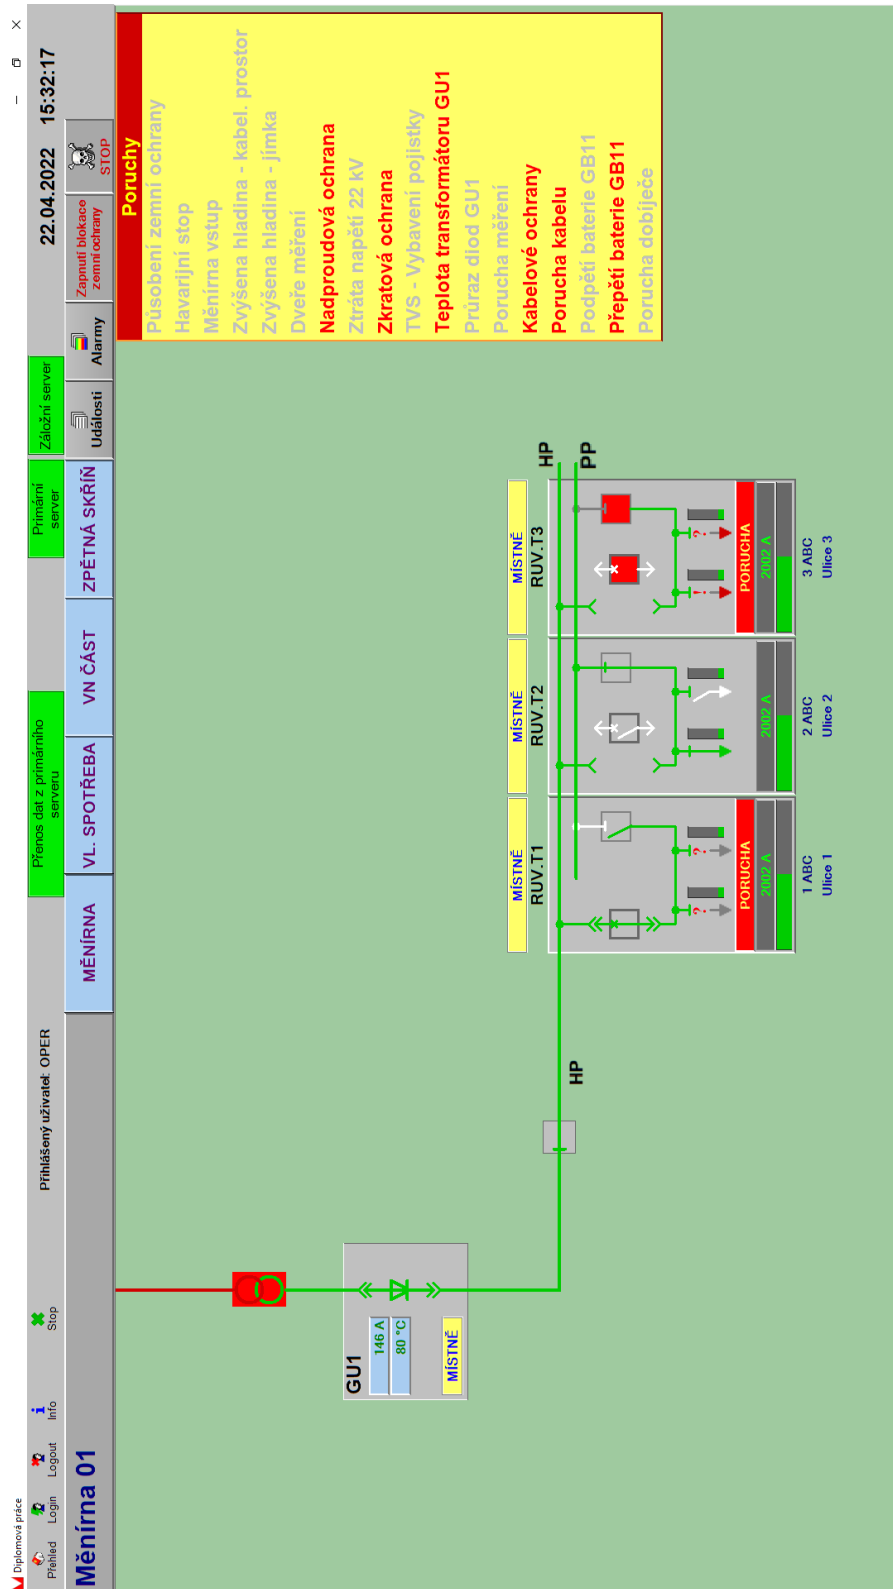 Diplomová práce
Přehled
Login
Logout
Info
Stop
Přihlášený uživatel: OPER
Přenos dat z primárního
serveru
Primární
server
Záložní server
22.04.2022
15:32:17
Měnírna 01
MĚNÍRNA
VL. SPOTŘEBA
VN ČÁST
ZPĚTNÁ SKŘÍŇ
Události
Alarmy
Zapnutí blokace
zemní ochrany
STOP
Poruchy
Působení zemní ochrany
Havarijní stop
Měnírna vstup
Zvýšena hladina - kabel. prostor
Zvýšena hladina - jímka
Dveře měření
Nadproudová ochrana
Ztráta napětí 22 kV
Zkratová ochrana
TVS - Vybavení pojistky
Teplota transformátoru GU1
Průraz diod GU1
Porucha měření
Kabelové ochrany
Porucha kabelu
Podpětí baterie GB11
Přepětí baterie GB11
Porucha dobíječe
GU1
146 A
80 °C
MÍSTNĚ
HP
MÍSTNĚ
RUV.T1
PORUCHA
2002 A
1 ABC
Ulice 1
MÍSTNĚ
RUV.T2
2002 A
2 ABC
Ulice 2
MÍSTNĚ
RUV.T3
PORUCHA
2002 A
3 ABC
Ulice 3
HP
PP